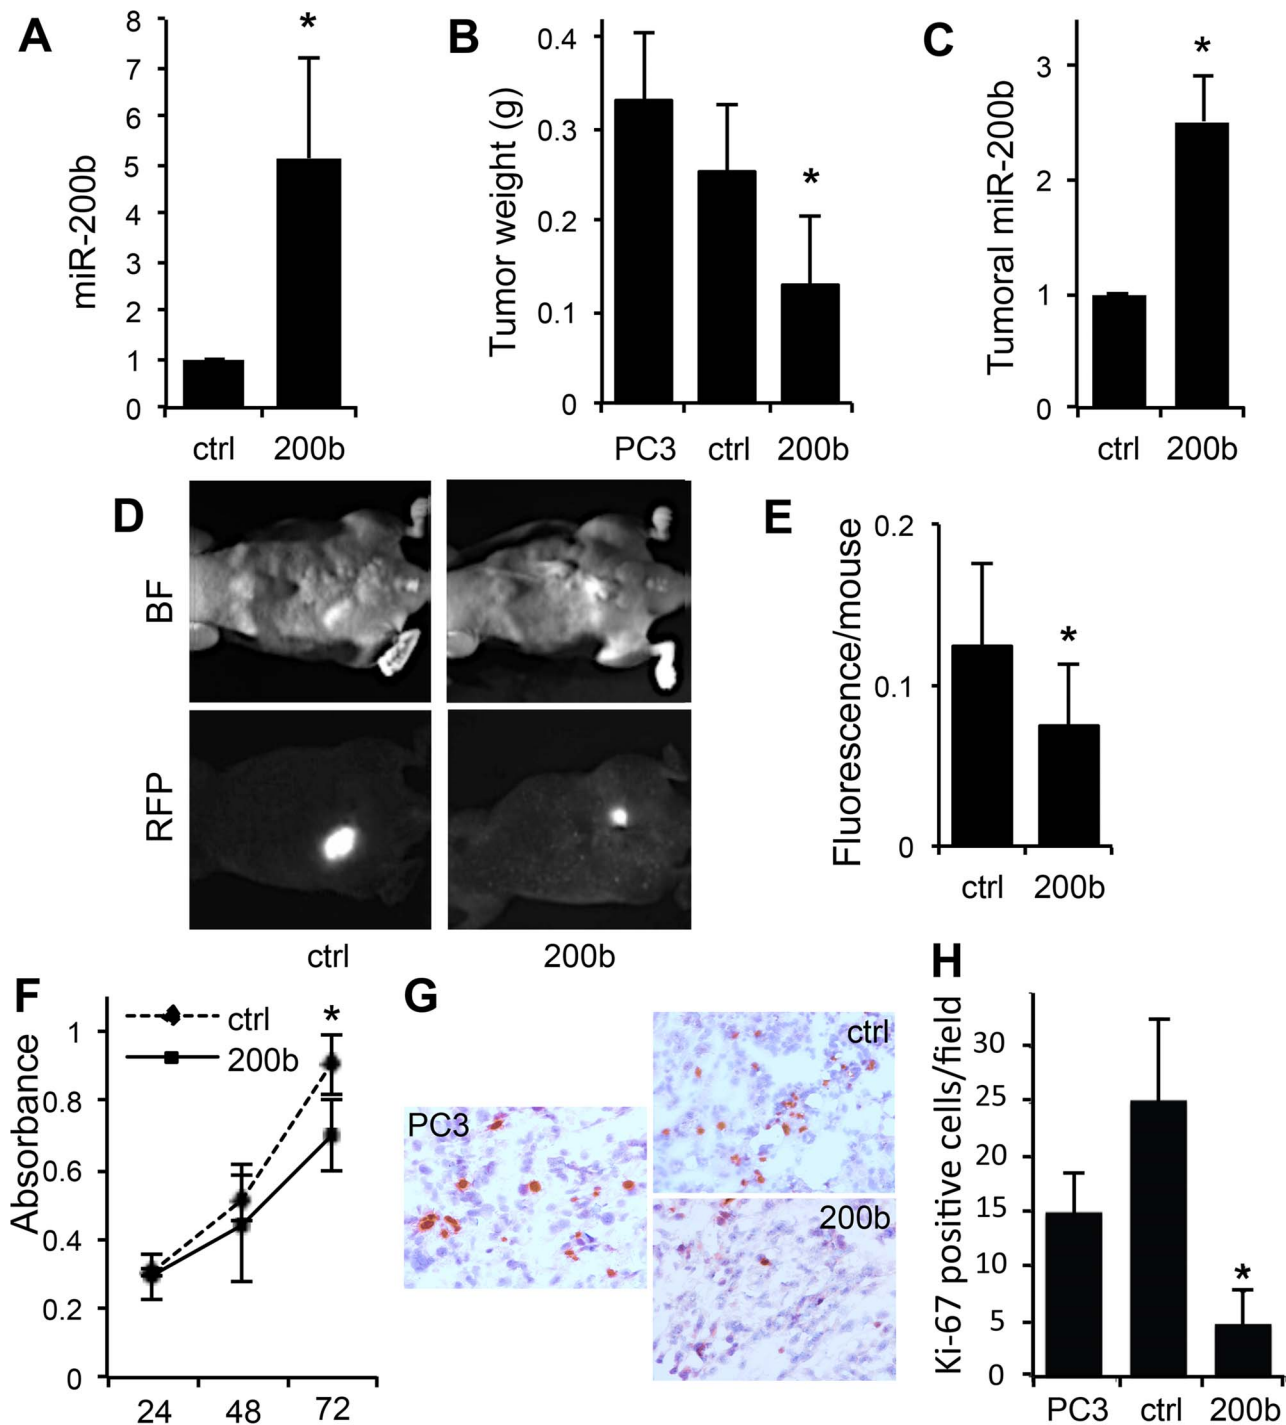 A
miR-200b
8
7
6
5
4
3
2
1
0
*
ctrl 200b
B
Tumor weight (g)
0.4
0.3
0.2
0.1
0
*
PC3 ctrl 200b
C
Tumoral miR-200b
3
2
1
0
*
ctrl 200b
D
BF
RFP
ctrl 200b
E
Fluorescence/mouse
0.2
0.1
0
*
ctrl 200b
F
Absorbance
1
0.8
0.6
0.4
0.2
0
ctrl
200b
*
24 48 72
G
PC3
ctrl
200b
H
Ki-67 positive cells/field
30
25
20
15
10
5
0
*
PC3 ctrl 200b